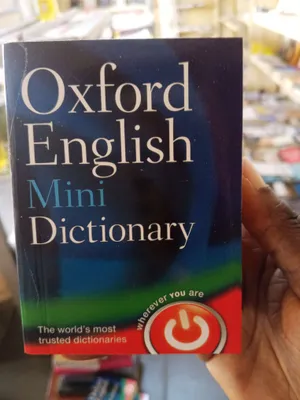 Oxford
English
Mini
Dictionary
wherever YOU are
The world's most
trusted dictionaries